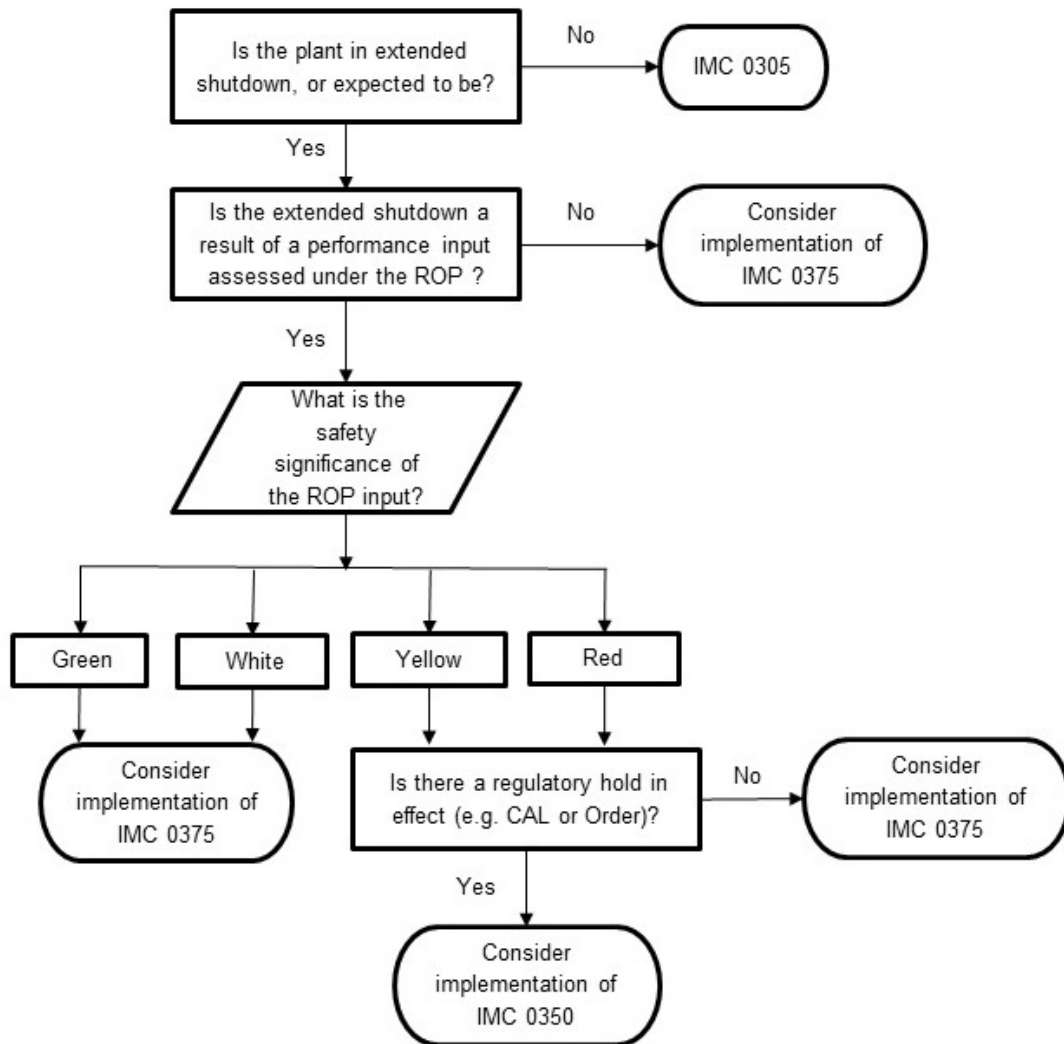 Is the plant in extended
shutdown, or expected to be?
No
IMC 0305
Yes
Is the extended shutdown a
result of a performance input
assessed under the ROP ?
No
Consider
implementation of
IMC 0375
Yes
What is the
safety
significance of
the ROP input?
Green
White
Yellow
Red
Consider
implementation of
IMC 0375
Is there a regulatory hold in
effect (e.g. CAL or Order)?
No
Consider
implementation of
IMC 0375
Yes
Consider
implementation of
IMC 0350